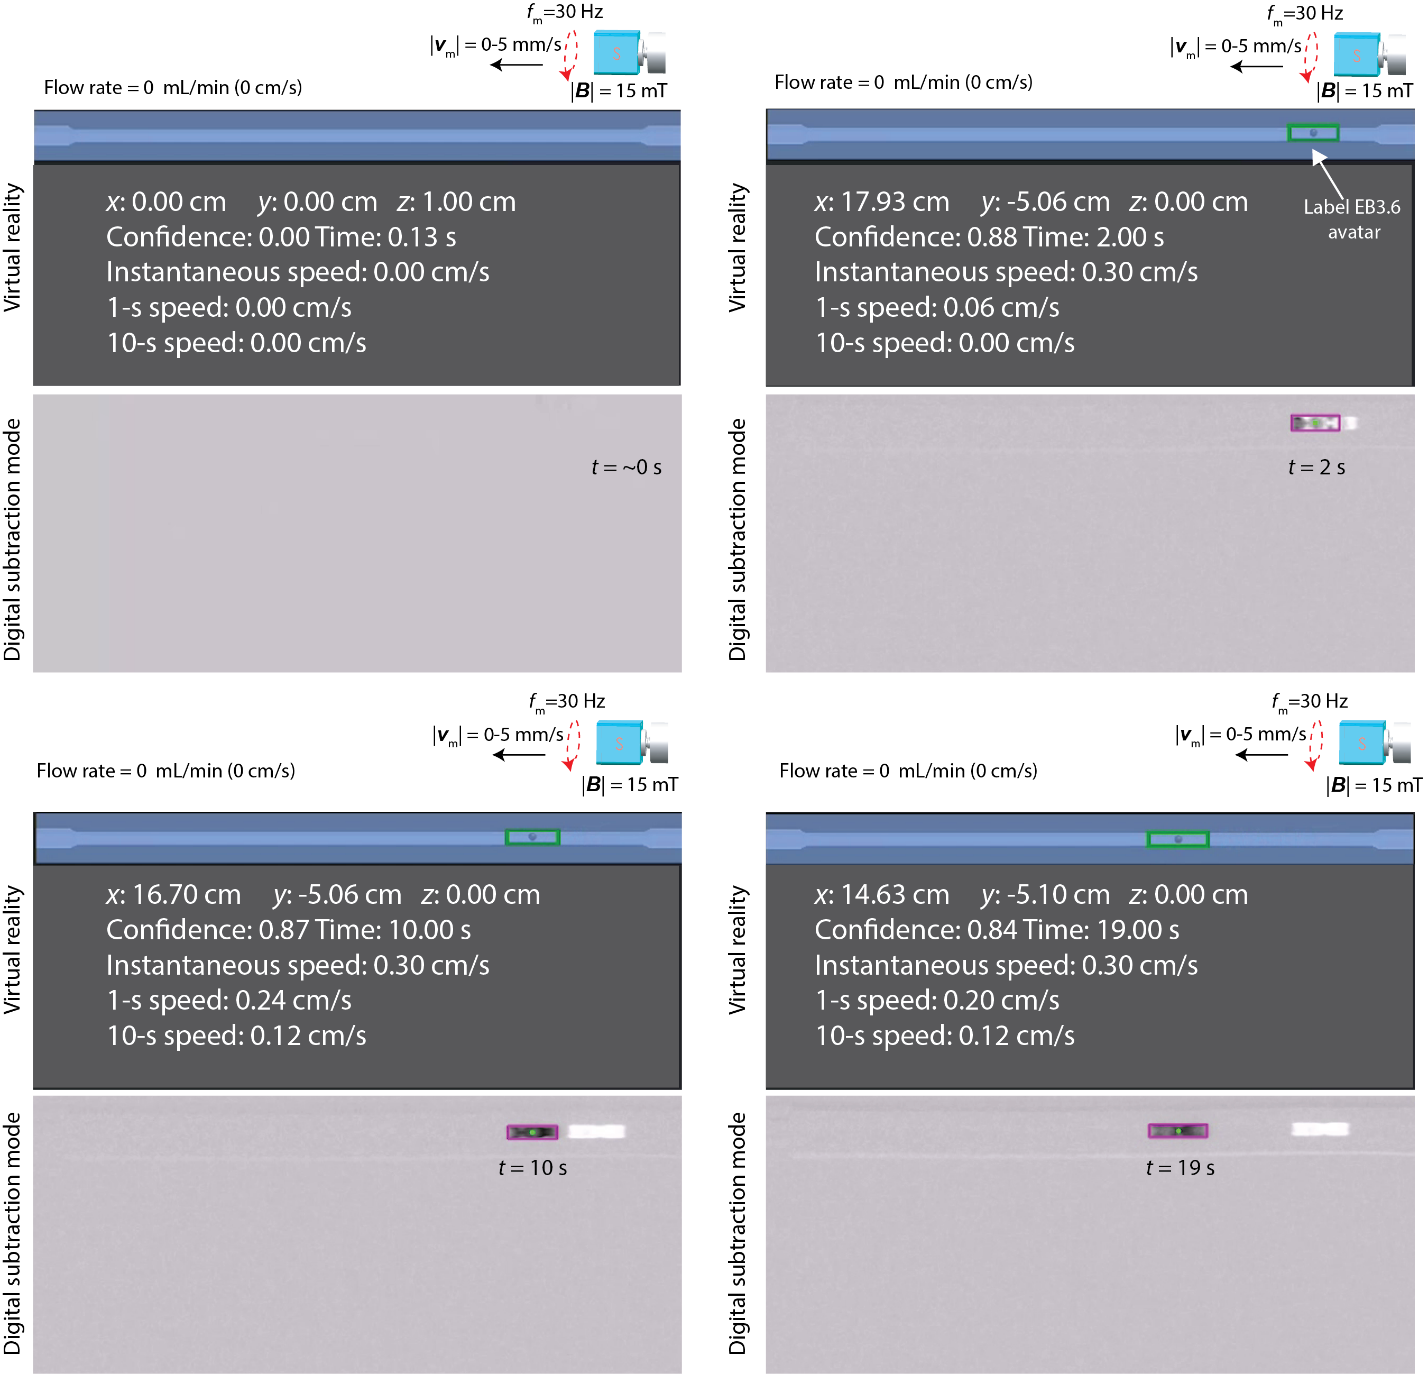 fm=30 Hz
|vm| = 0-5 mm/s
S
Flow rate = 0 mL/min (0 cm/s)
|B| = 15 mT
Virtual reality
x: 0.00 cm y: 0.00 cm z: 1.00 cm
Confidence: 0.00 Time: 0.13 s
Instantaneous speed: 0.00 cm/s
1-s speed: 0.00 cm/s
10-s speed: 0.00 cm/s
Digital subtraction mode
t = ~0 s
fm=30 Hz
|vm| = 0-5 mm/s
S
Flow rate = 0 mL/min (0 cm/s)
|B| = 15 mT
Virtual reality
x: 17.93 cm y: -5.06 cm z: 0.00 cm
Confidence: 0.88 Time: 2.00 s
Instantaneous speed: 0.30 cm/s
1-s speed: 0.06 cm/s
10-s speed: 0.00 cm/s
Label EB3.6
avatar
Digital subtraction mode
t = 2 s
fm=30 Hz
|vm| = 0-5 mm/s
S
Flow rate = 0 mL/min (0 cm/s)
|B| = 15 mT
Virtual reality
x: 16.70 cm y: -5.06 cm z: 0.00 cm
Confidence: 0.87 Time: 10.00 s
Instantaneous speed: 0.30 cm/s
1-s speed: 0.24 cm/s
10-s speed: 0.12 cm/s
Digital subtraction mode
t = 10 s
fm=30 Hz
|vm| = 0-5 mm/s
S
Flow rate = 0 mL/min (0 cm/s)
|B| = 15 mT
Virtual reality
x: 14.63 cm y: -5.10 cm z: 0.00 cm
Confidence: 0.84 Time: 19.00 s
Instantaneous speed: 0.30 cm/s
1-s speed: 0.20 cm/s
10-s speed: 0.12 cm/s
Digital subtraction mode
t = 19 s